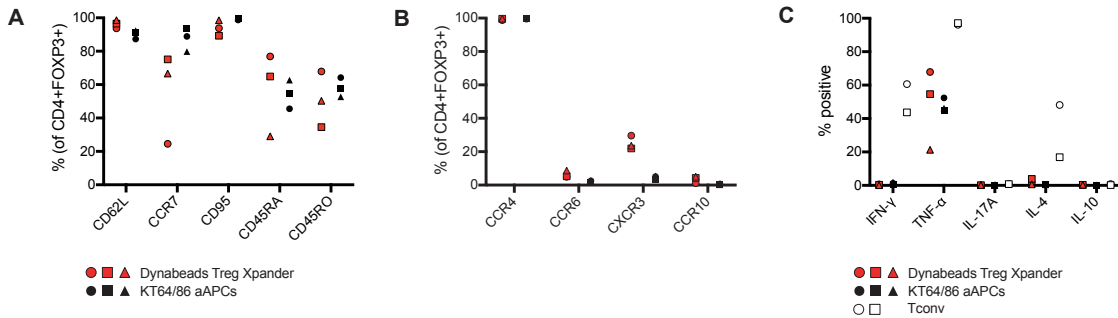 A
% (of CD4+FOXP3+)
100
80
60
40
20
0
CD62L
CCR7
CD95
CD45RA
CD45RO
Dynabeads Treg Xpander
KT64/86 aAPCs
B
% (of CD4+FOXP3+)
100
80
60
40
20
0
CCR4
CCR6
CXCR3
CCR10
C
% positive
100
80
60
40
20
0
IFN-γ
TNF-α
IL-17A
IL-4
IL-10
Dynabeads Treg Xpander
KT64/86 aAPCs
Tconv